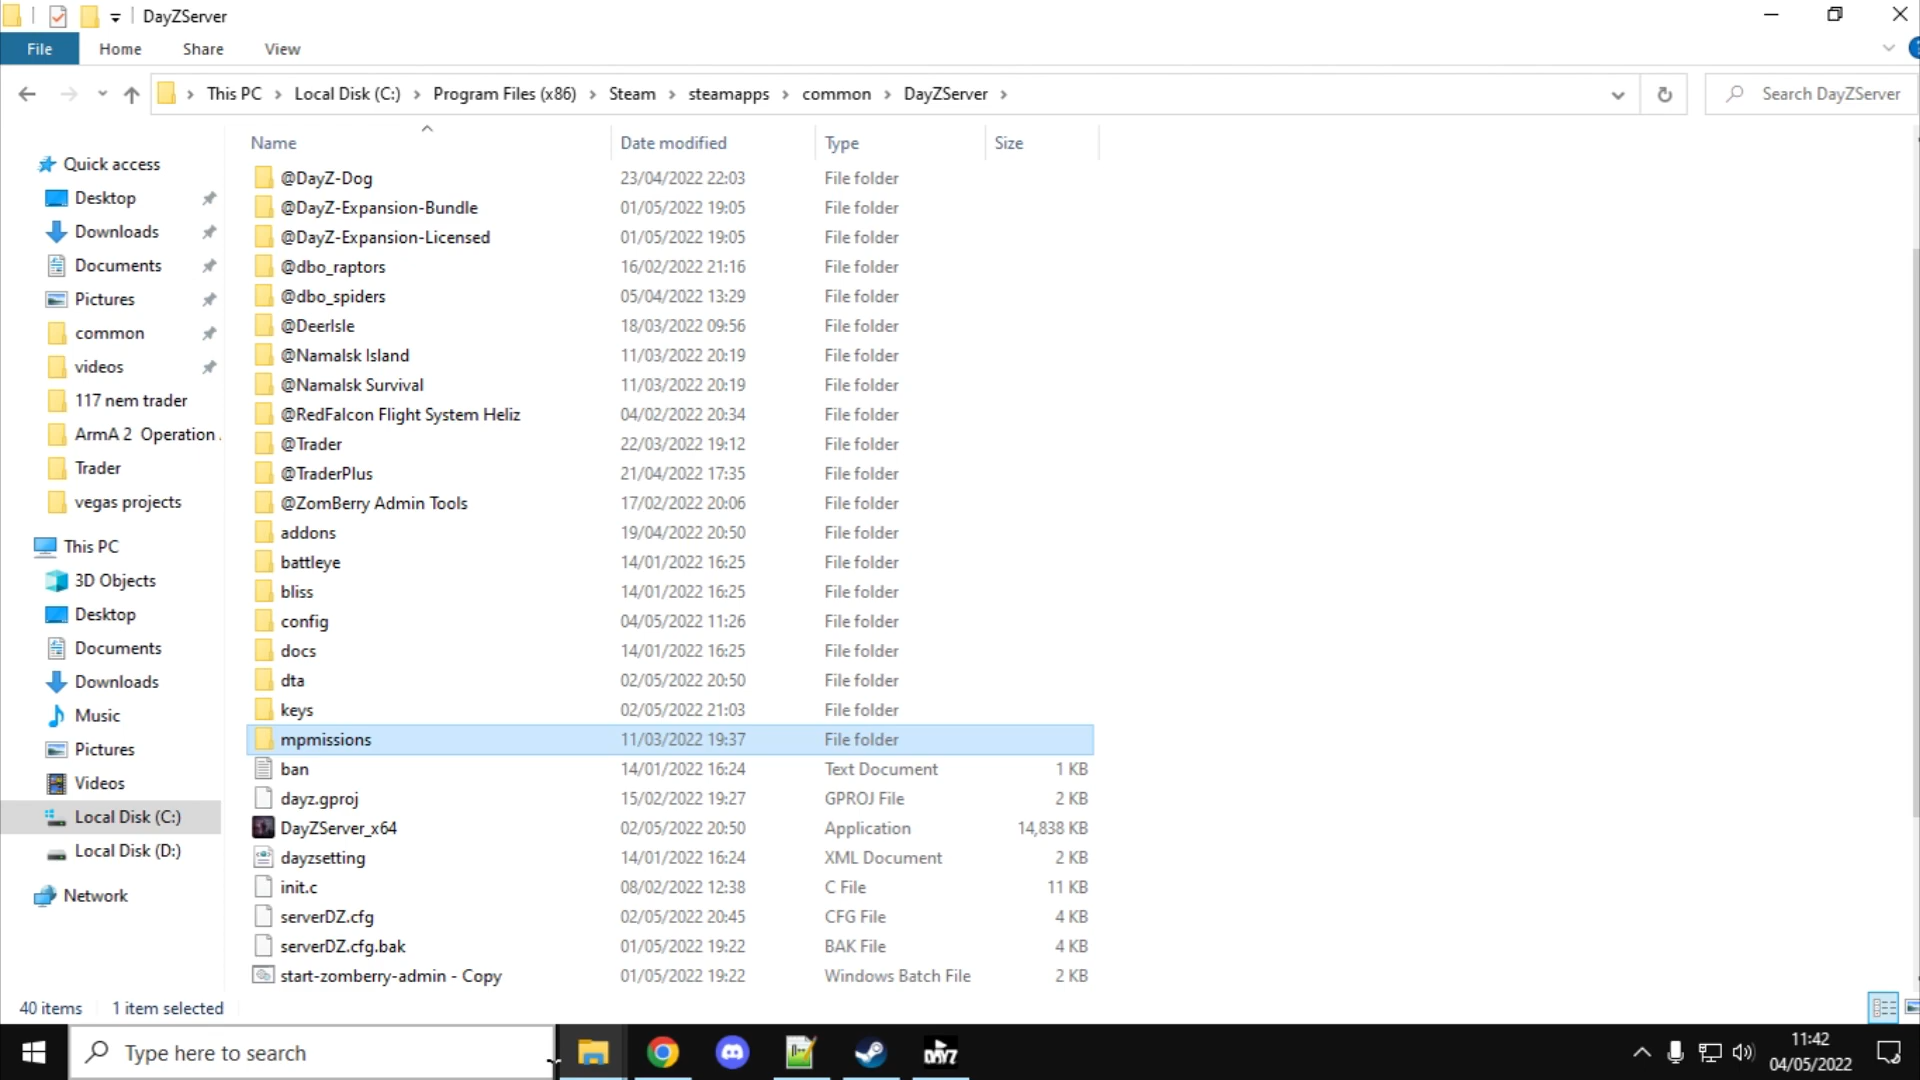 DayZServer
File Home Share View
This PC Local Disk (C:) Program Files (x86) Steam steamapps common DayZServer
Search DayZServer
Name Date modified Type Size
Quick access
Desktop
Downloads
Documents
Pictures
common
videos
117 nem trader
ArmA 2 Operation
Trader
vegas projects
This PC
3D Objects
Desktop
Documents
Downloads
Music
Pictures
Videos
Local Disk (C:)
Local Disk (D:)
Network
@DayZ-Dog 23/04/2022 22:03 File folder
@DayZ-Expansion-Bundle 01/05/2022 19:05 File folder
@DayZ-Expansion-Licensed 01/05/2022 19:05 File folder
@dbo_raptors 16/02/2022 21:16 File folder
@dbo_spiders 05/04/2022 13:29 File folder
@DeerIsle 18/03/2022 09:56 File folder
@Namalsk Island 11/03/2022 20:19 File folder
@Namalsk Survival 11/03/2022 20:19 File folder
@RedFalcon Flight System Heliz 04/02/2022 20:34 File folder
@Trader 22/03/2022 19:12 File folder
@TraderPlus 21/04/2022 17:35 File folder
@ZomBerry Admin Tools 17/02/2022 20:06 File folder
addons 19/04/2022 20:50 File folder
battleye 14/01/2022 16:25 File folder
bliss 14/01/2022 16:25 File folder
config 04/05/2022 11:26 File folder
docs 14/01/2022 16:25 File folder
dta 02/05/2022 20:50 File folder
keys 02/05/2022 21:03 File folder
mpmissions 11/03/2022 19:37 File folder
ban 14/01/2022 16:24 Text Document 1 KB
dayz.gproj 15/02/2022 19:27 GPROJ File 2 KB
DayZServer_x64 02/05/2022 20:50 Application 14,838 KB
dayzsetting 14/01/2022 16:24 XML Document 2 KB
init.c 08/02/2022 12:38 C File 11 KB
serverDZ.cfg 02/05/2022 20:45 CFG File 4 KB
serverDZ.cfg.bak 01/05/2022 19:22 BAK File 4 KB
start-zomberry-admin - Copy 01/05/2022 19:22 Windows Batch File 2 KB
40 items 1 item selected
Type here to search
DAYZ
11:42
04/05/2022